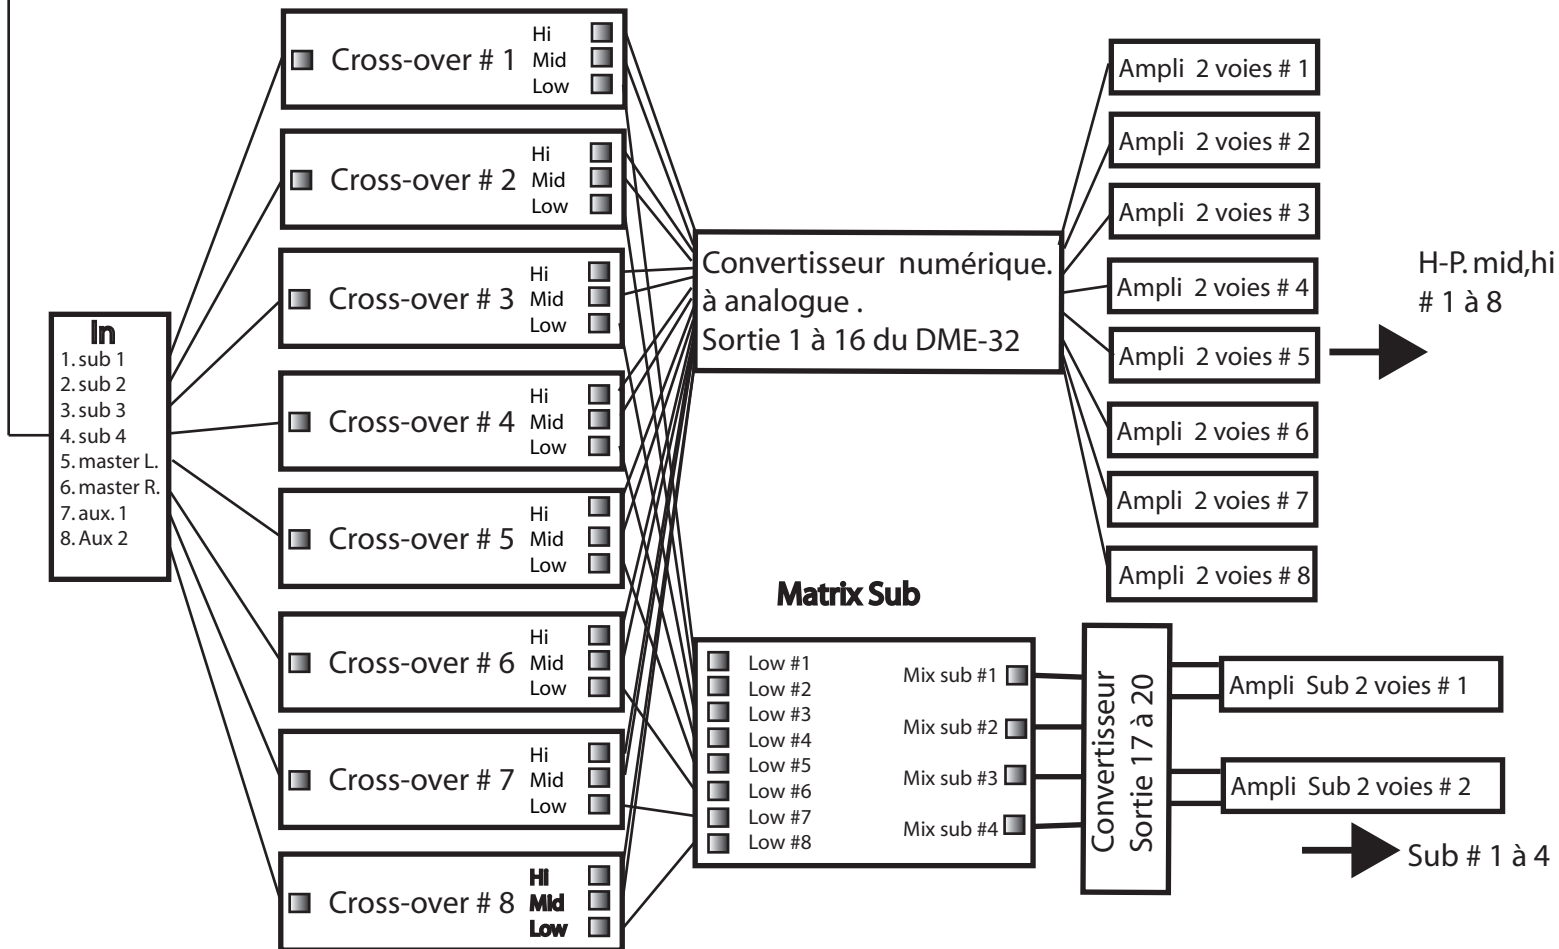 In
1. sub 1
2. sub 2
3. sub 3
4. sub 4
5. master L.
6. master R.
7. aux. 1
8. Aux 2
Cross-over # 1
Hi
Mid
Low
Cross-over # 2
Hi
Mid
Low
Cross-over # 3
Hi
Mid
Low
Cross-over # 4
Hi
Mid
Low
Cross-over # 5
Hi
Mid
Low
Cross-over # 6
Hi
Mid
Low
Cross-over # 7
Hi
Mid
Low
Cross-over # 8
Hi
Mid
Low
Convertisseur numérique.
à analogue .
Sortie 1 à 16 du DME-32
Ampli 2 voies # 1
Ampli 2 voies # 2
Ampli 2 voies # 3
Ampli 2 voies # 4
Ampli 2 voies # 5
Ampli 2 voies # 6
Ampli 2 voies # 7
Ampli 2 voies # 8
H-P. mid,hi
# 1 à 8
Matrix Sub
Low #1
Low #2
Low #3
Low #4
Low #5
Low #6
Low #7
Low #8
Mix sub #1
Mix sub #2
Mix sub #3
Mix sub #4
Convertisseur
Sortie 17 à 20
Ampli Sub 2 voies # 1
Ampli Sub 2 voies # 2
Sub # 1 à 4